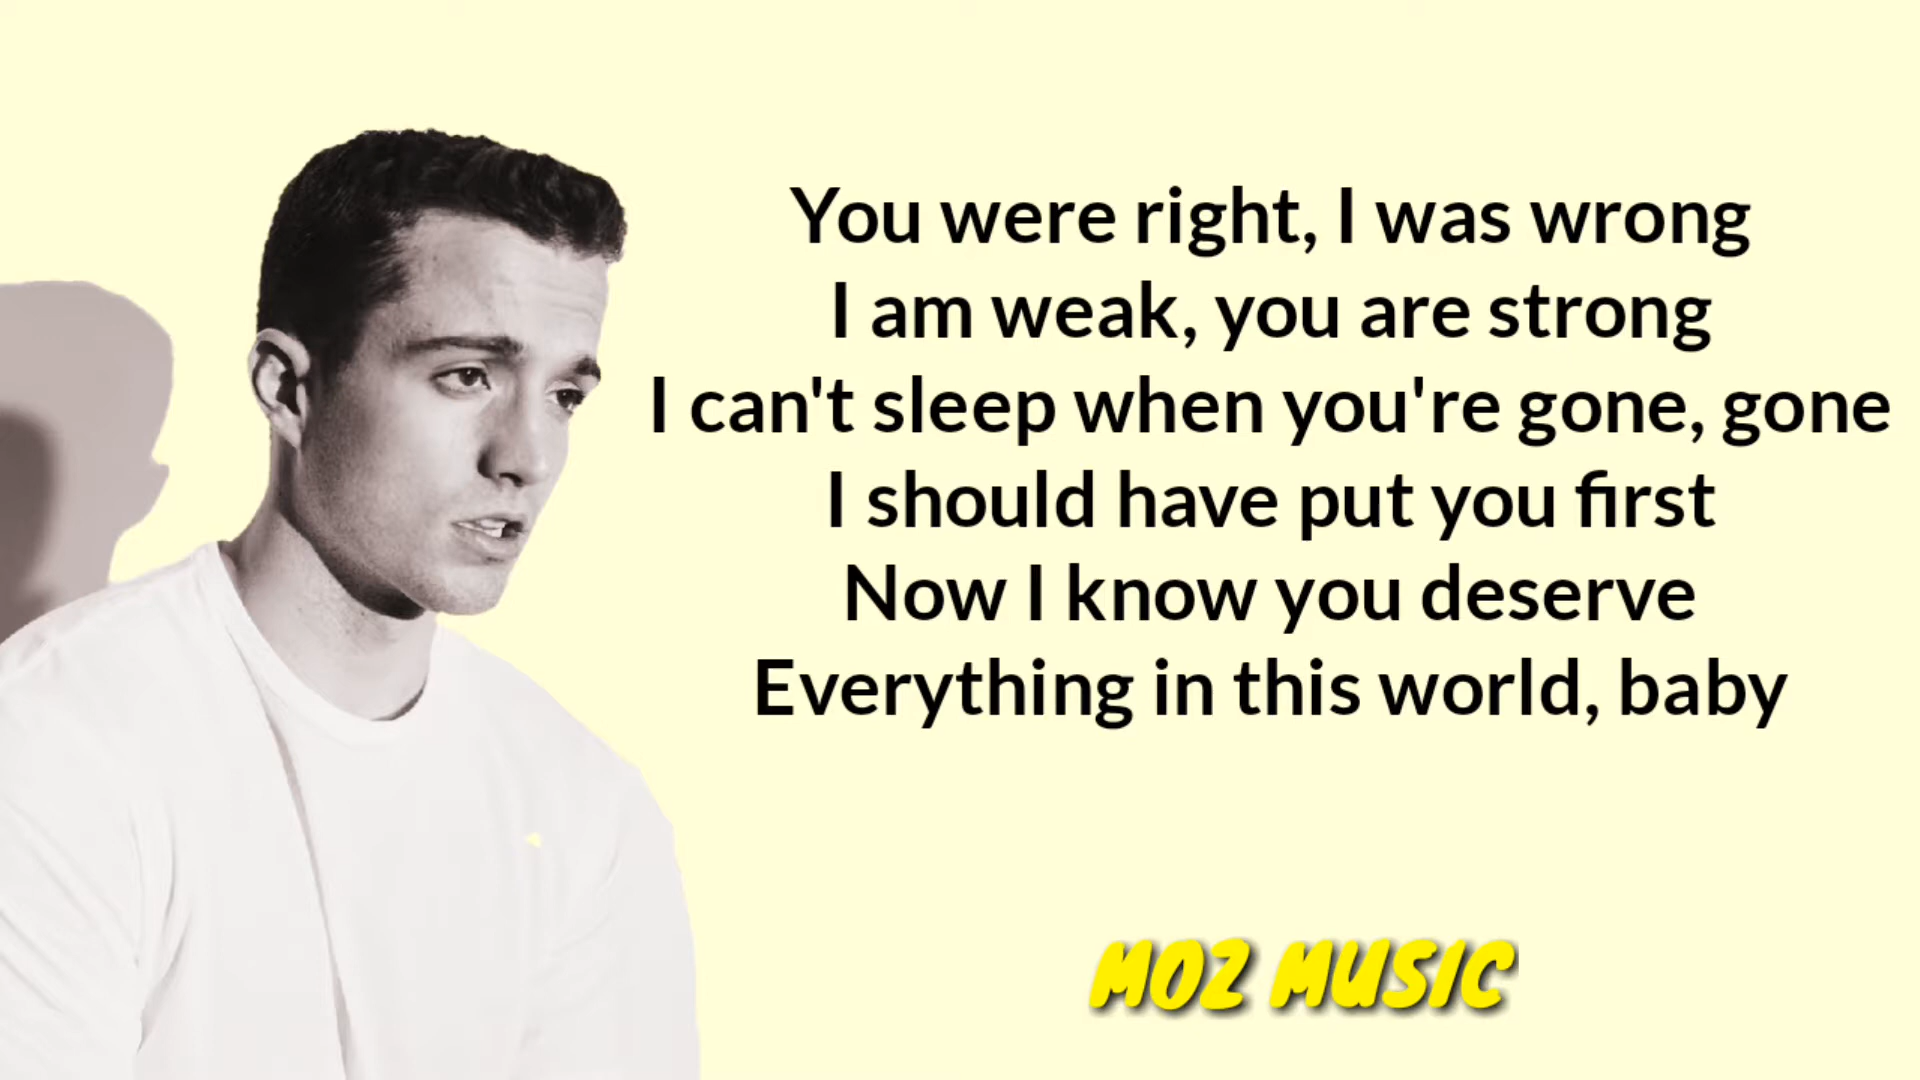 You were right, I was wrong
I am weak, you are strong
I can't sleep when you're gone, gone
I should have put you first
Now I know you deserve
Everything in this world, baby
MOZ MUSIC